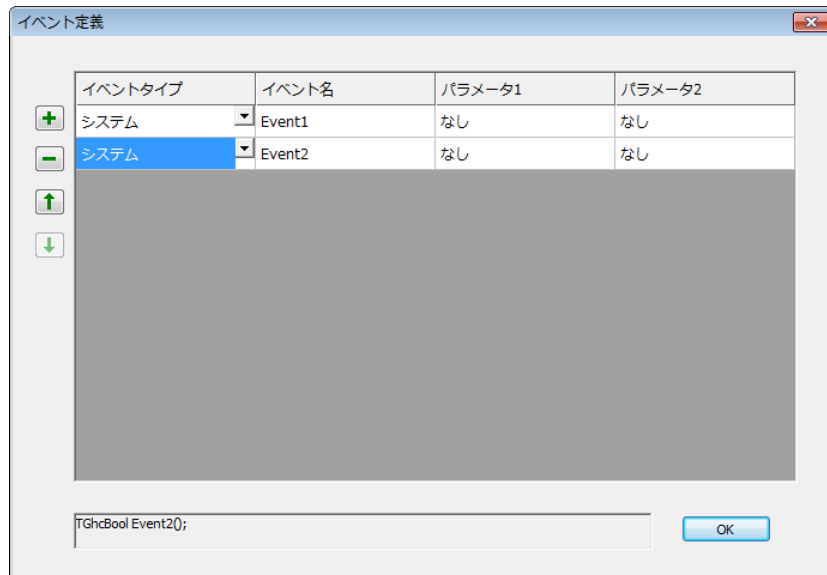 イベント定義
イベントタイプ イベント名 パラメータ1 パラメータ2
システム Event1 なし なし
システム Event2 なし なし
TGhcBool Event2();
OK